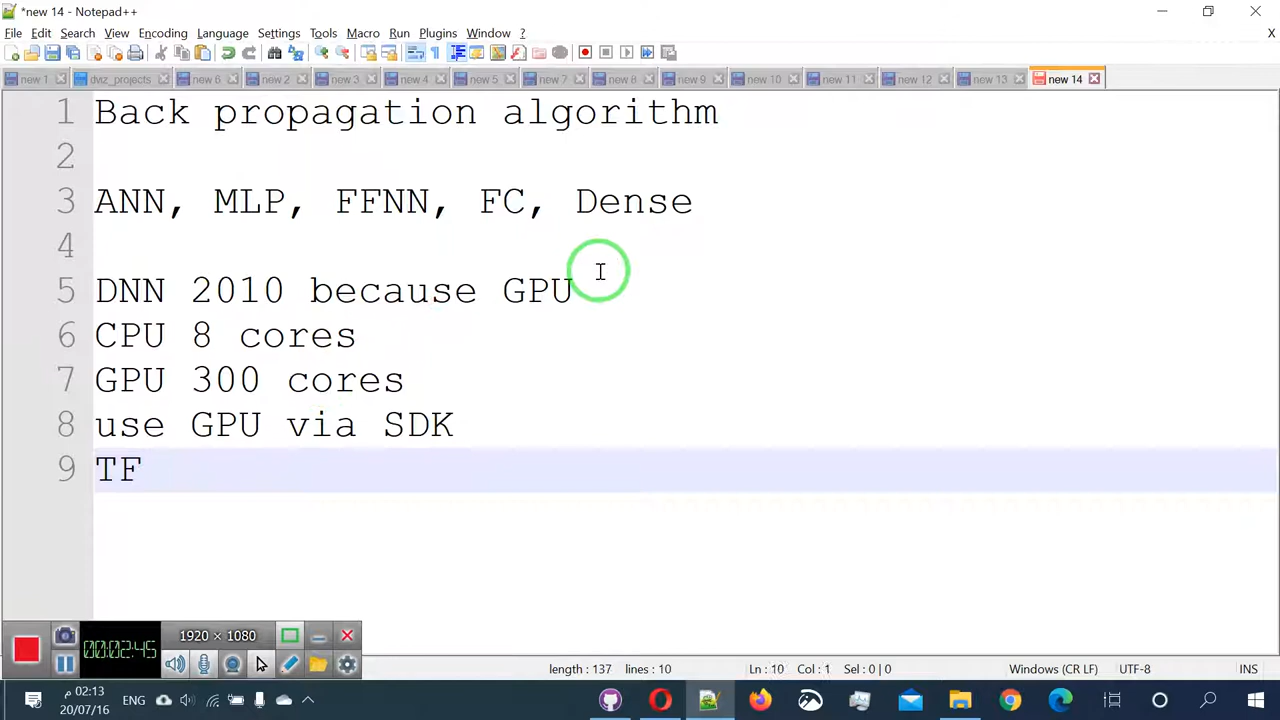 *new 14 - Notepad++
File Edit Search View Encoding Language Settings Tools Macro Run Plugins Window ? X
new 1 dviz_projects new 6 new 2 new 3 new 4 new 5 new 7 new 8 new 9 new 10 new 11 new 12 new 13 new 14
1 Back propagation algorithm
2
3 ANN, MLP, FFNN, FC, Dense
4
5 DNN 2010 because GPU
6 CPU 8 cores
7 GPU 300 cores
8 use GPU via SDK
9 TF
1920 × 1080
00:02:45
length : 137 lines : 10 Ln : 10 Col : 1 Sel : 0 | 0 Windows (CR LF) UTF-8 INS
02:13 م ENG
20/07/16